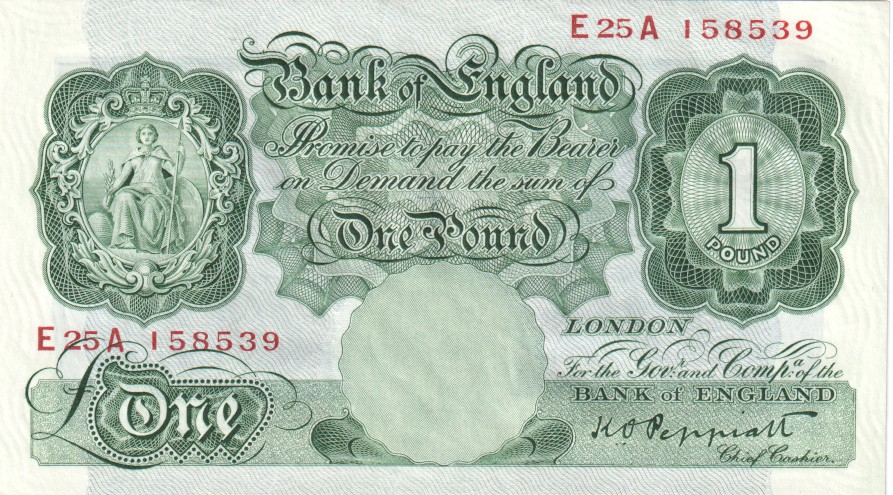 E25A 158539
Bank of England
Promise to pay the Bearer
on Demand the sum of
One Pound
1
POUND
E25A 158539
£One
LONDON
For the Govr. and Compa. of the
BANK of ENGLAND
K O Peppiatt
Chief Cashier.